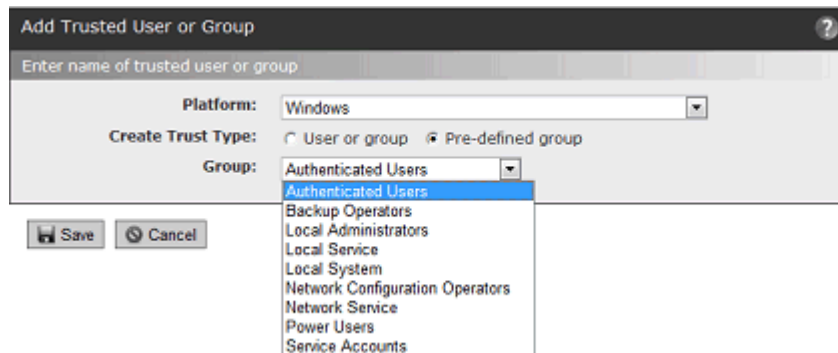 Add Trusted User or Group ?
Enter name of trusted user or group
Platform: Windows
Create Trust Type: User or group Pre-defined group
Group: Authenticated Users
Authenticated Users
Backup Operators
Local Administrators
Local Service
Local System
Network Configuration Operators
Network Service
Power Users
Service Accounts
Save Cancel